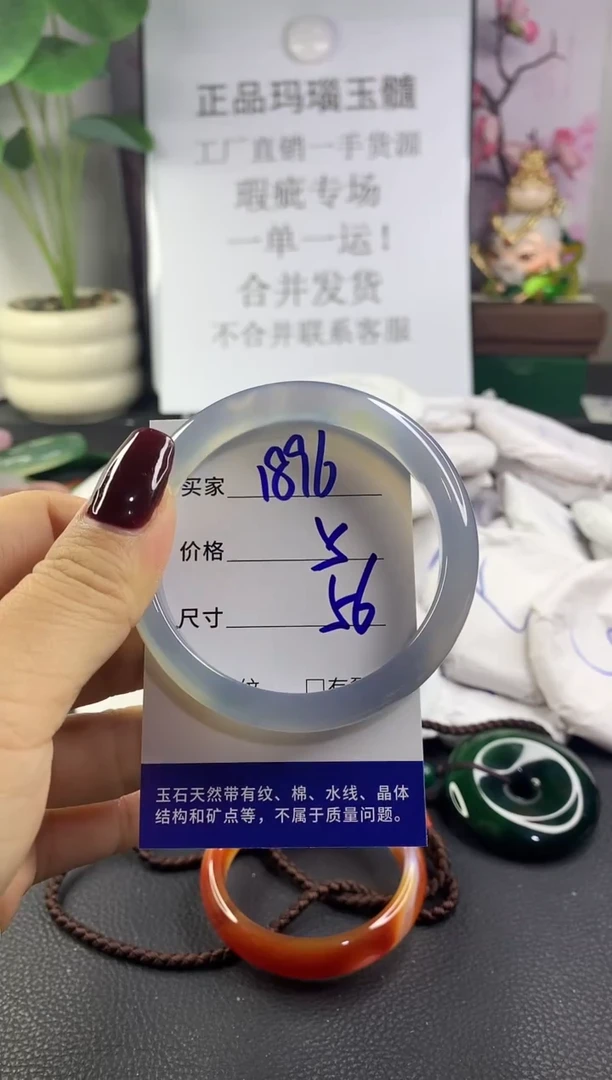 正品玛瑙玉髓
工厂直销一手货源
瑕疵专场
一单一运！
合并发货
不合并联系客服
买家 1896
价格 5
尺寸 56
纹 □有
玉石天然带有纹、棉、水线、晶体
结构和矿点等，不属于质量问题。